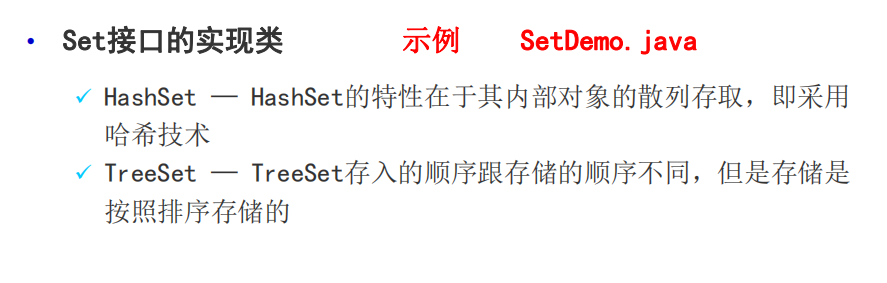 • Set接口的实现类 示例 SetDemo.java
✓ HashSet — HashSet的特性在于其内部对象的散列存取，即采用
哈希技术
✓ TreeSet — TreeSet存入的顺序跟存储的顺序不同，但是存储是
按照排序存储的